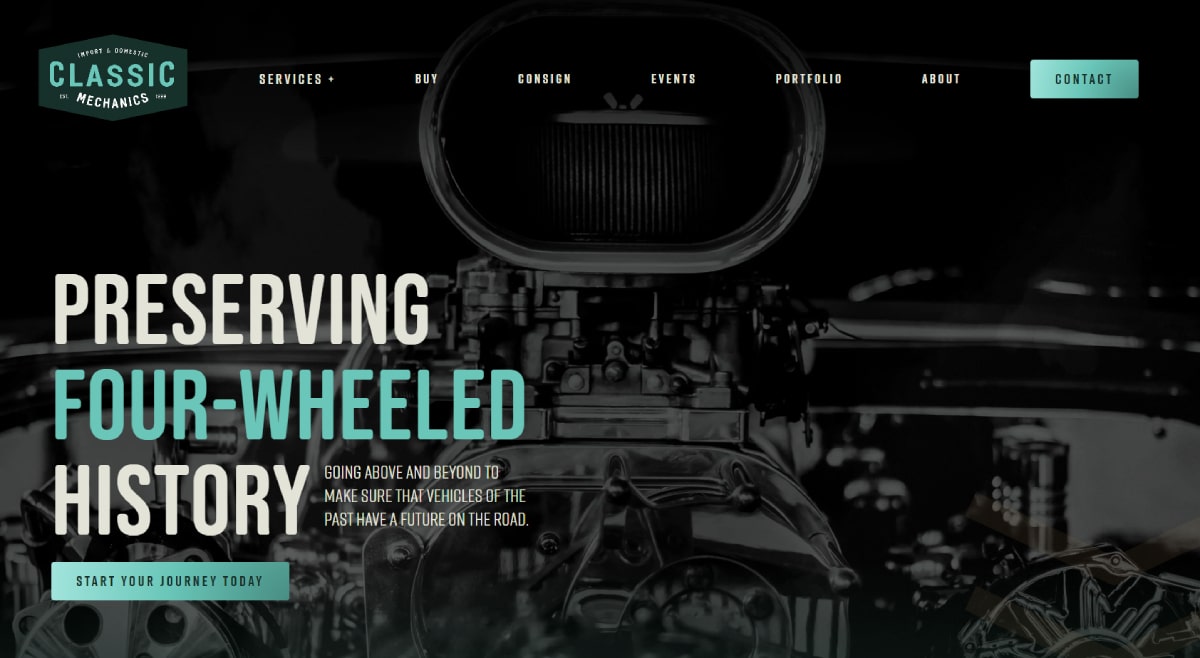 IMPORT & DOMESTIC
CLASSIC
EST.
MECHANICS
SERVICES +
BUY
CONSIGN
EVENTS
PORTFOLIO
ABOUT
CONTACT
PRESERVING
FOUR-WHEELED
HISTORY
GOING ABOVE AND BEYOND TO
MAKE SURE THAT VEHICLES OF THE
PAST HAVE A FUTURE ON THE ROAD.
START YOUR JOURNEY TODAY